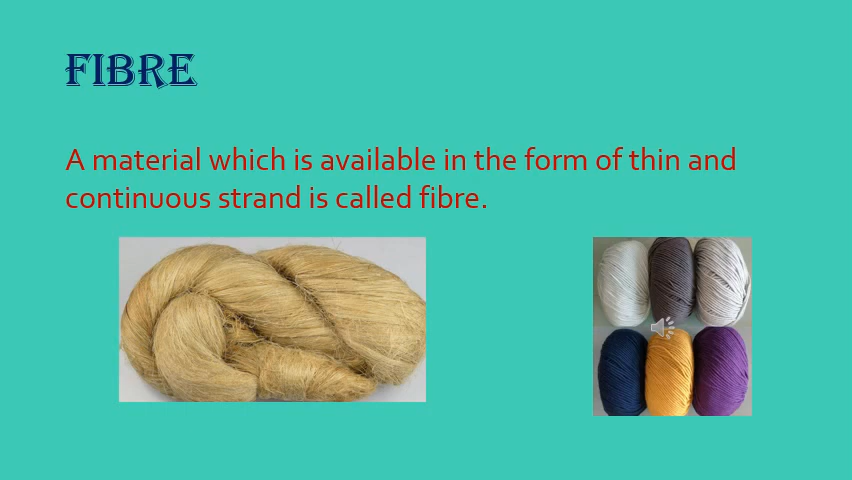 FIBRE
A material which is available in the form of thin and
continuous strand is called fibre.